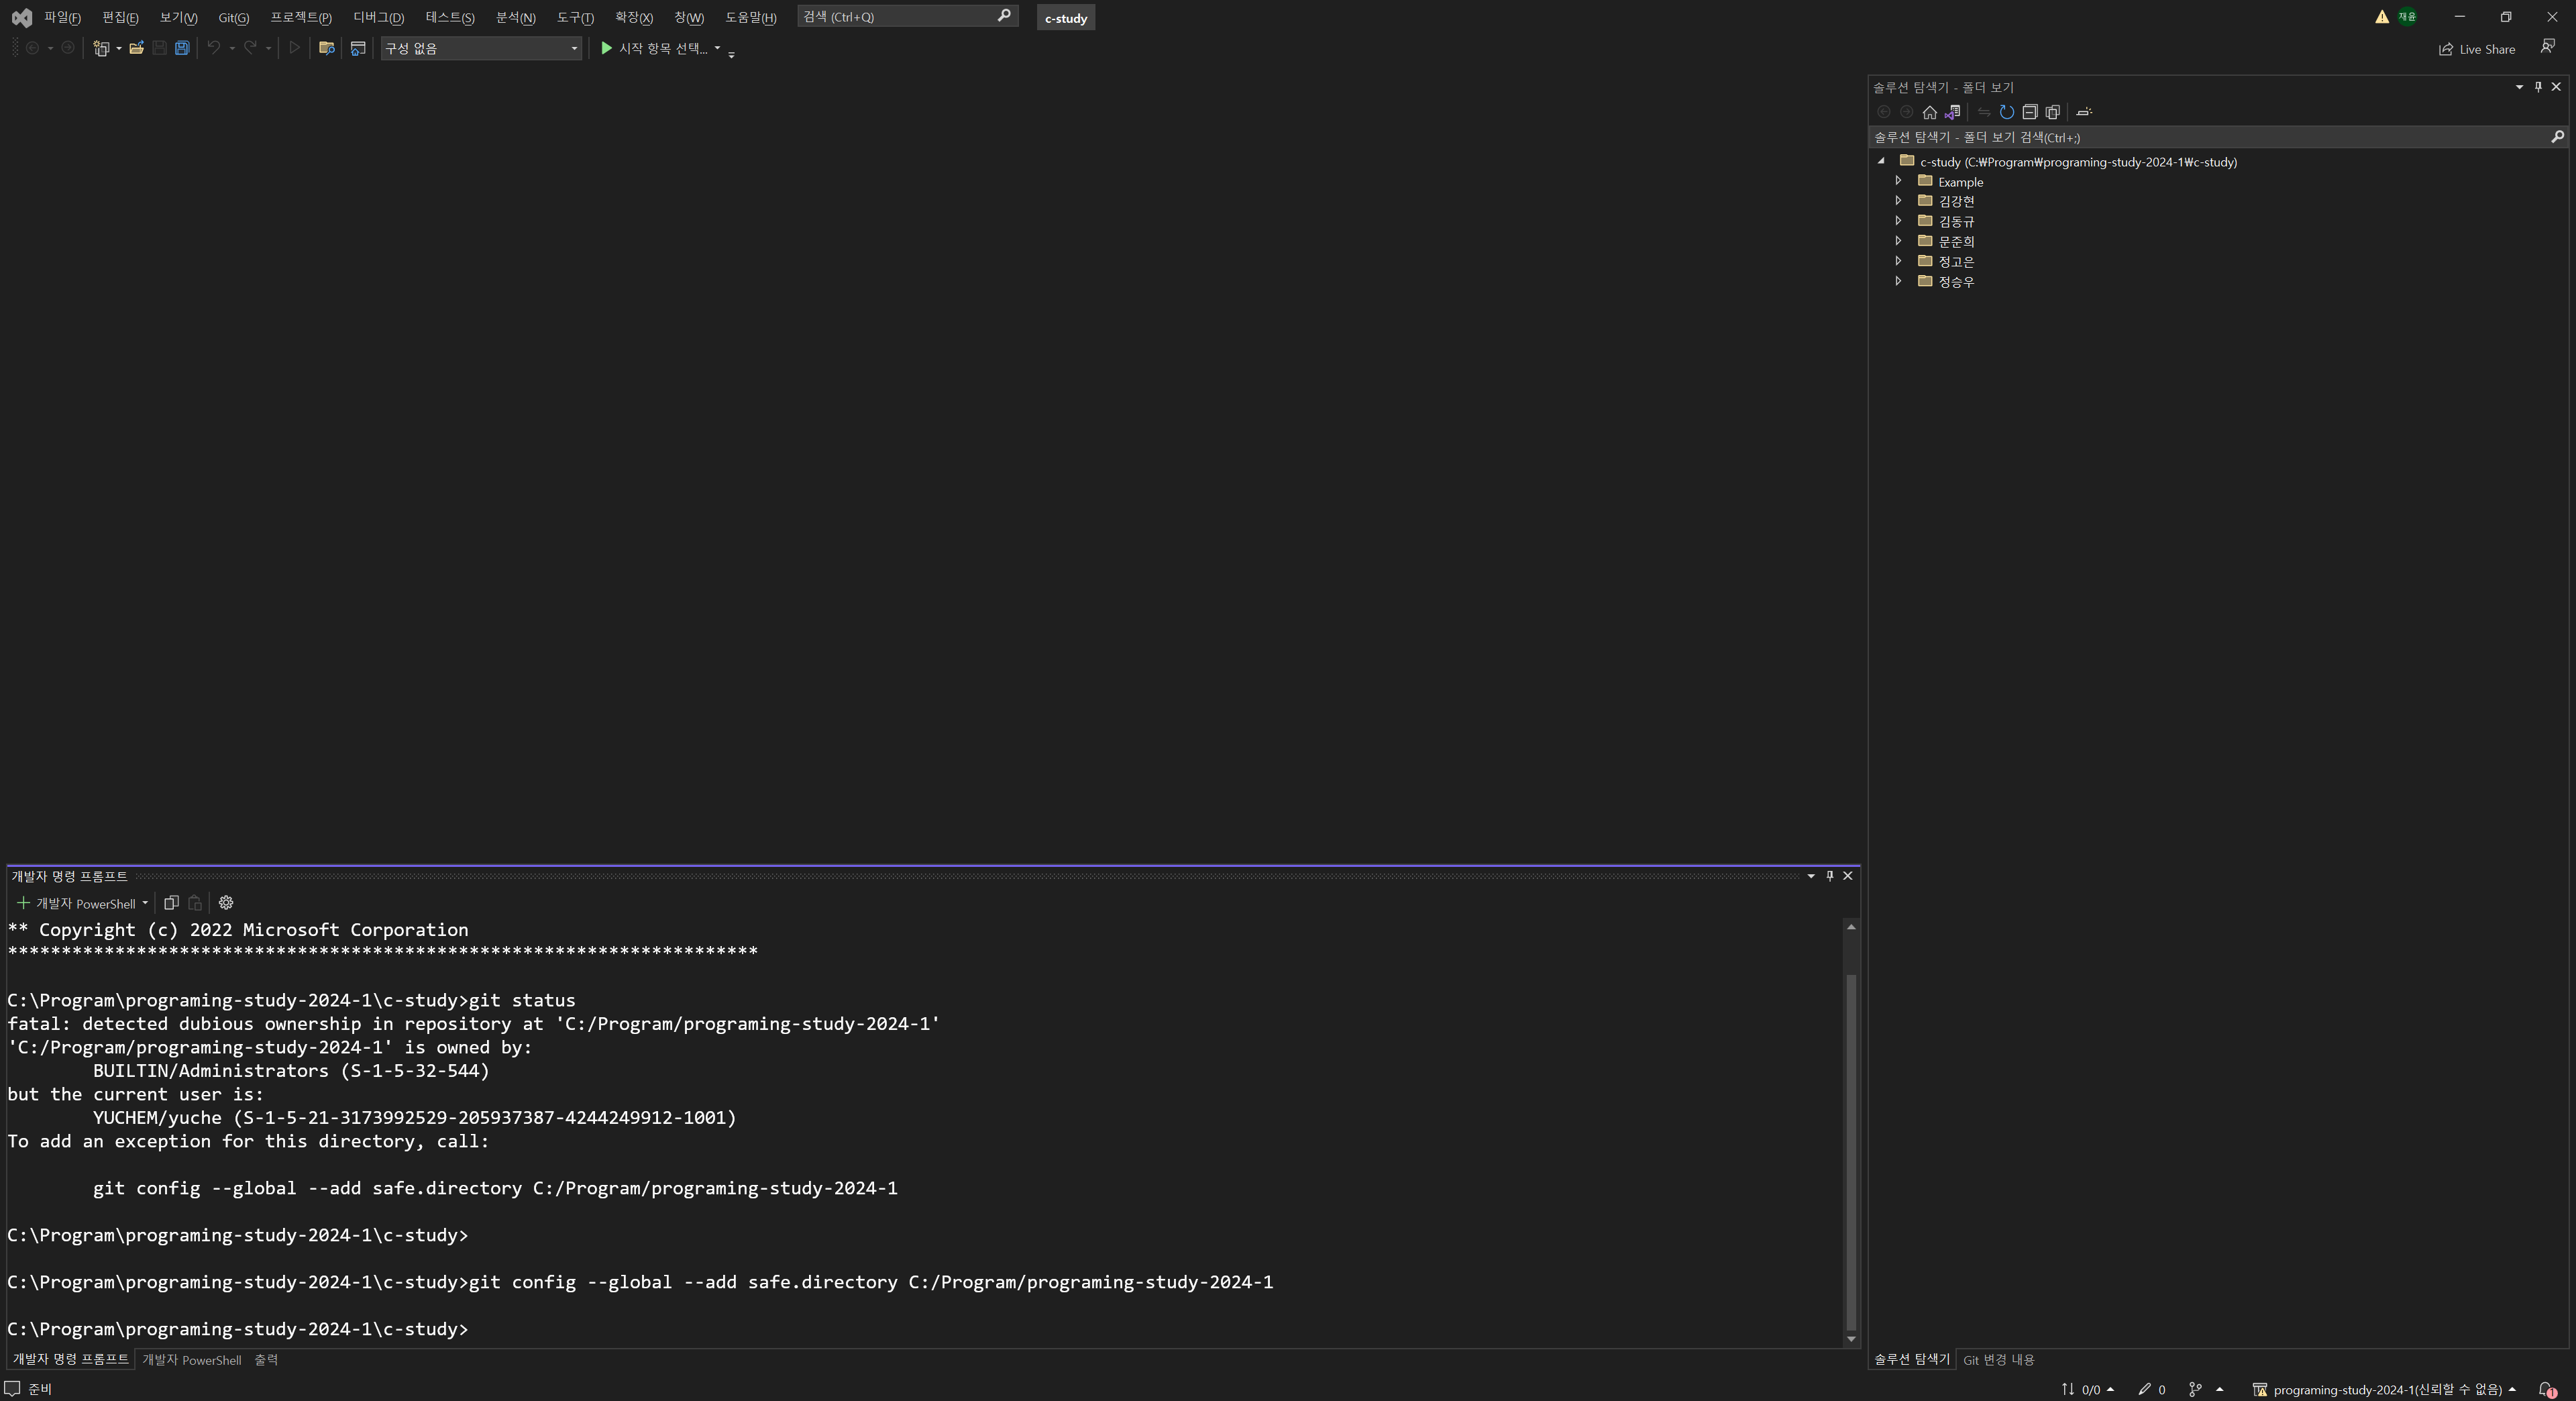 파일(F) 편집(E) 보기(V) Git(G) 프로젝트(P) 디버그(D) 테스트(S) 분석(N) 도구(T) 확장(X) 창(W) 도움말(H) 검색 (Ctrl+Q) c-study 재윤
구성 없음 시작 항목 선택... Live Share
솔루션 탐색기 - 폴더 보기
솔루션 탐색기 - 폴더 보기 검색(Ctrl+;)
c-study (C:₩Program₩programing-study-2024-1₩c-study)
Example
김강현
김동규
문준희
정고은
정승우
개발자 명령 프롬프트
개발자 PowerShell
** Copyright (c) 2022 Microsoft Corporation
**********************************************************************
C:\Program\programing-study-2024-1\c-study>git status
fatal: detected dubious ownership in repository at 'C:/Program/programing-study-2024-1'
'C:/Program/programing-study-2024-1' is owned by:
BUILTIN/Administrators (S-1-5-32-544)
but the current user is:
YUCHEM/yuche (S-1-5-21-3173992529-205937387-4244249912-1001)
To add an exception for this directory, call:
git config --global --add safe.directory C:/Program/programing-study-2024-1
C:\Program\programing-study-2024-1\c-study>
C:\Program\programing-study-2024-1\c-study>git config --global --add safe.directory C:/Program/programing-study-2024-1
C:\Program\programing-study-2024-1\c-study>
개발자 명령 프롬프트 개발자 PowerShell 출력
솔루션 탐색기 Git 변경 내용
준비 0/0 0 programing-study-2024-1(신뢰할 수 없음) 1